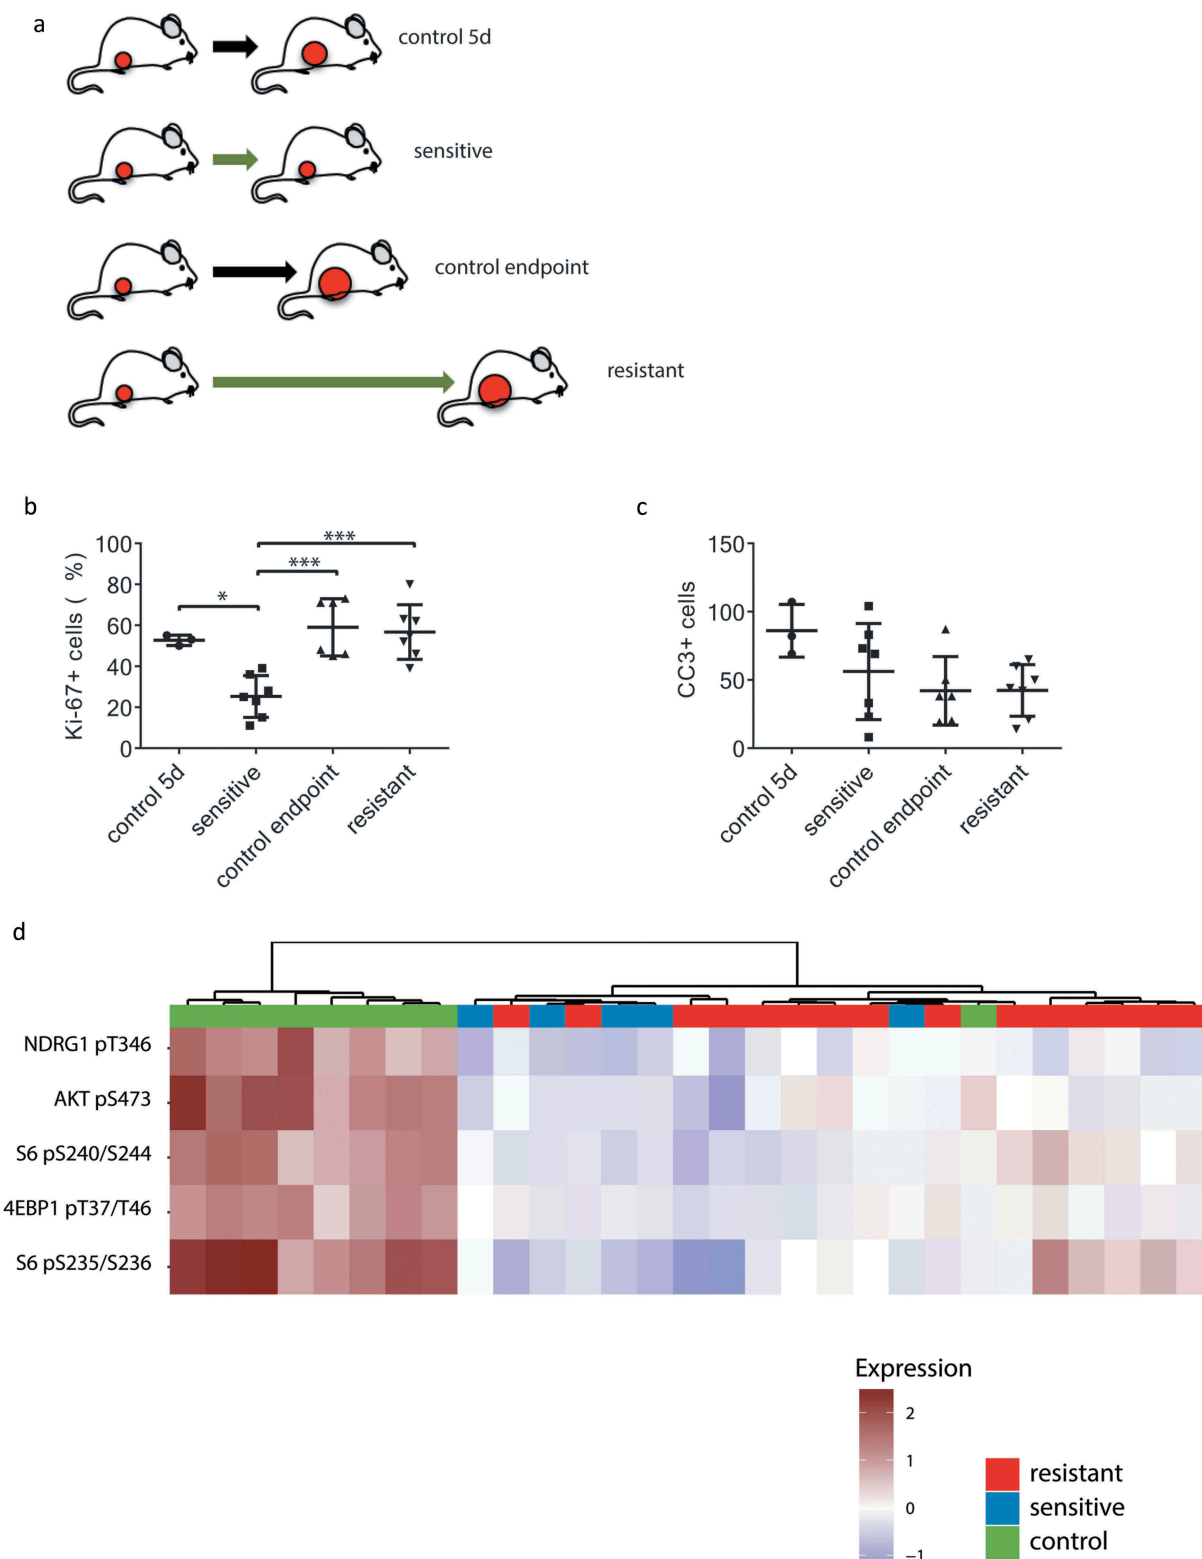 a
control 5d
sensitive
control endpoint
resistant
b
Ki-67+ cells ( %)
100
80
60
40
20
0
*
***
***
control 5d
sensitive
control endpoint
resistant
c
CC3+ cells
150
100
50
0
control 5d
sensitive
control endpoint
resistant
d
NDRG1 pT346
AKT pS473
S6 pS240/S244
4EBP1 pT37/T46
S6 pS235/S236
Expression
2
1
0
−1
resistant
sensitive
control